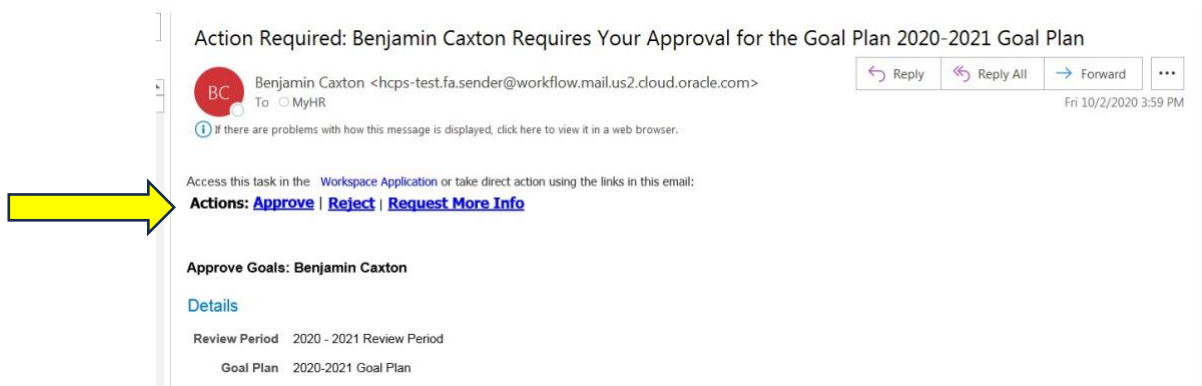 Action Required: Benjamin Caxton Requires Your Approval for the Goal Plan 2020-2021 Goal Plan
BC
Benjamin Caxton <hcps-test.fa.sender@workflow.mail.us2.cloud.oracle.com>
To MyHR
Reply
Reply All
Forward
...
Fri 10/2/2020 3:59 PM
If there are problems with how this message is displayed, click here to view it in a web browser.
Access this task in the Workspace Application or take direct action using the links in this email:
Actions: Approve | Reject | Request More Info
Approve Goals: Benjamin Caxton
Details
Review Period 2020 - 2021 Review Period
Goal Plan 2020-2021 Goal Plan